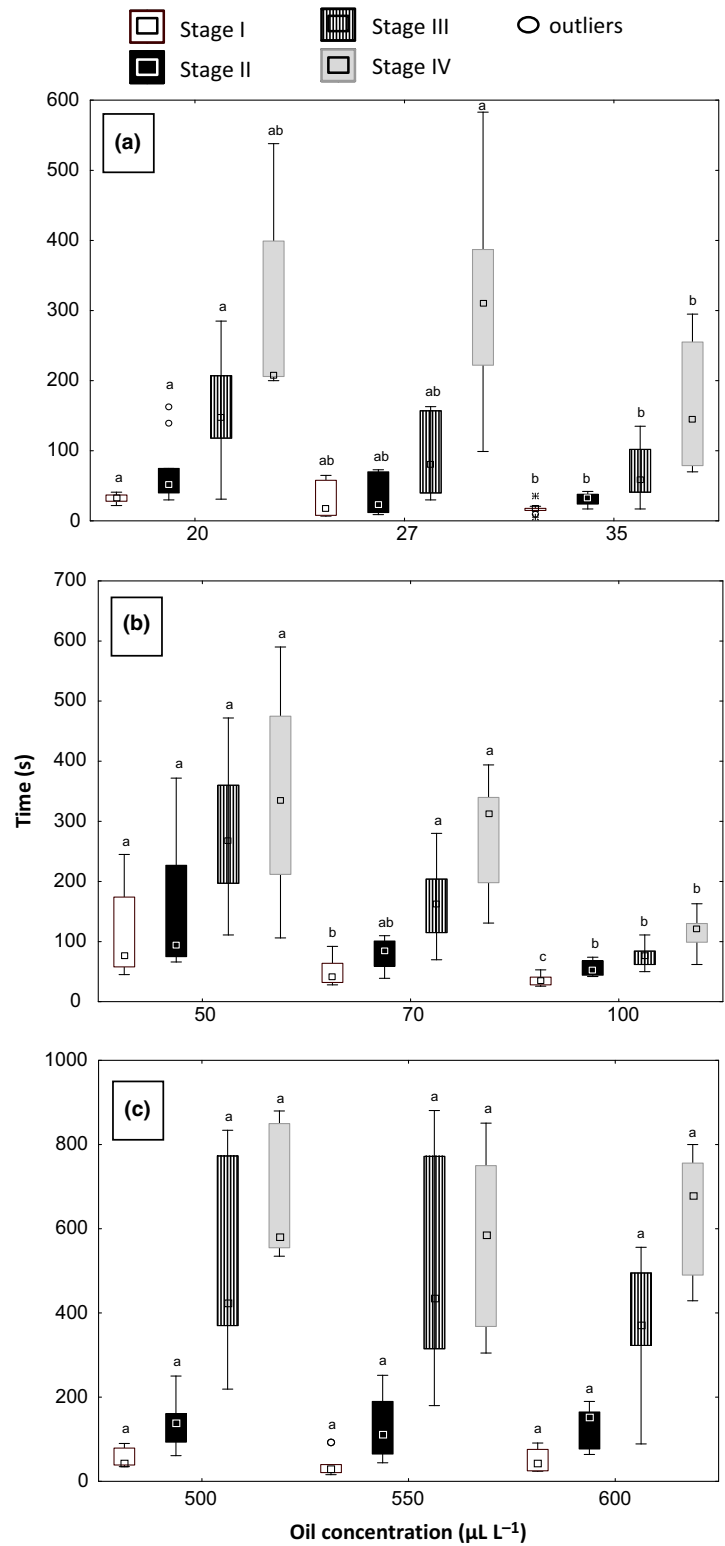 Stage I Stage III outliers
Stage II Stage IV
(a)
600
500
400
300
200
100
0
a a a ab
ab ab ab a
b b b b
20 27 35
(b)
700
600
500
400
300
200
100
0
a a a a
b ab a a
c b b b
50 70 100
Time (s)
(c)
1000
800
600
400
200
0
a a a a
a a a a
a a a a
500 550 600
Oil concentration (µL L⁻¹)